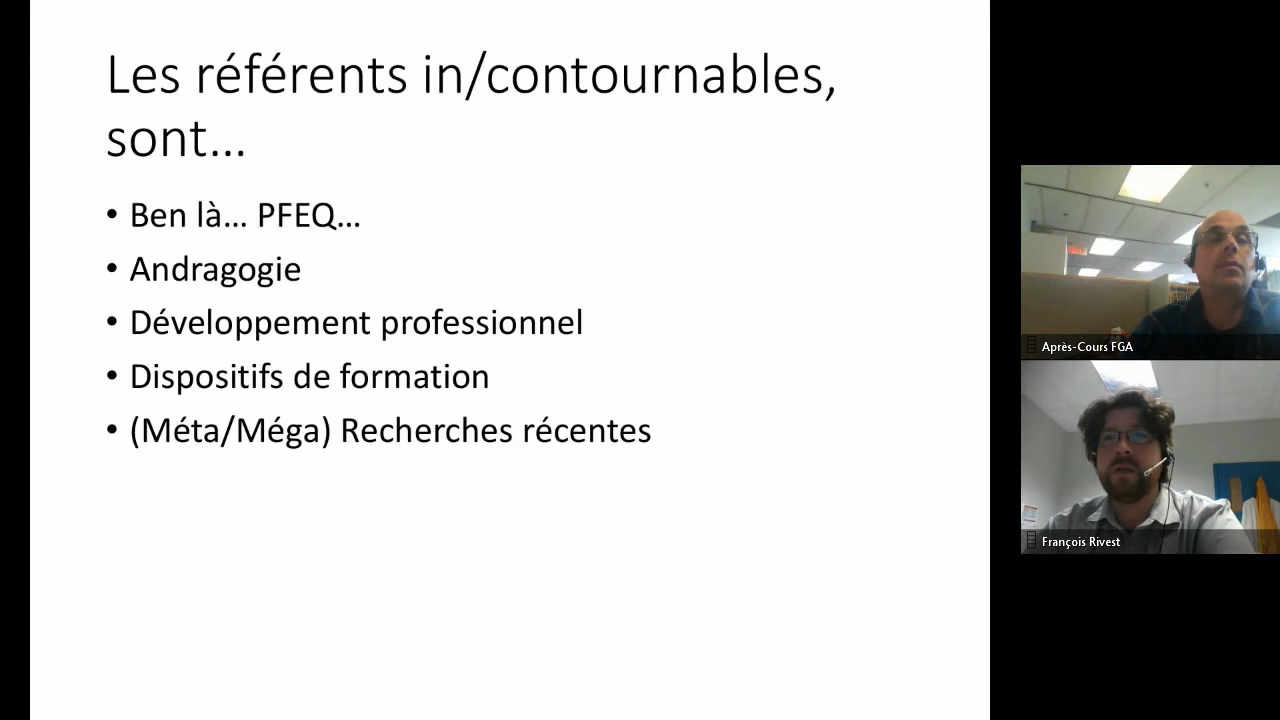 Les référents in/contournables,
sont...
• Ben là... PFEQ...
• Andragogie
• Développement professionnel
• Dispositifs de formation
• (Méta/Méga) Recherches récentes
Après-Cours FGA
François Rivest